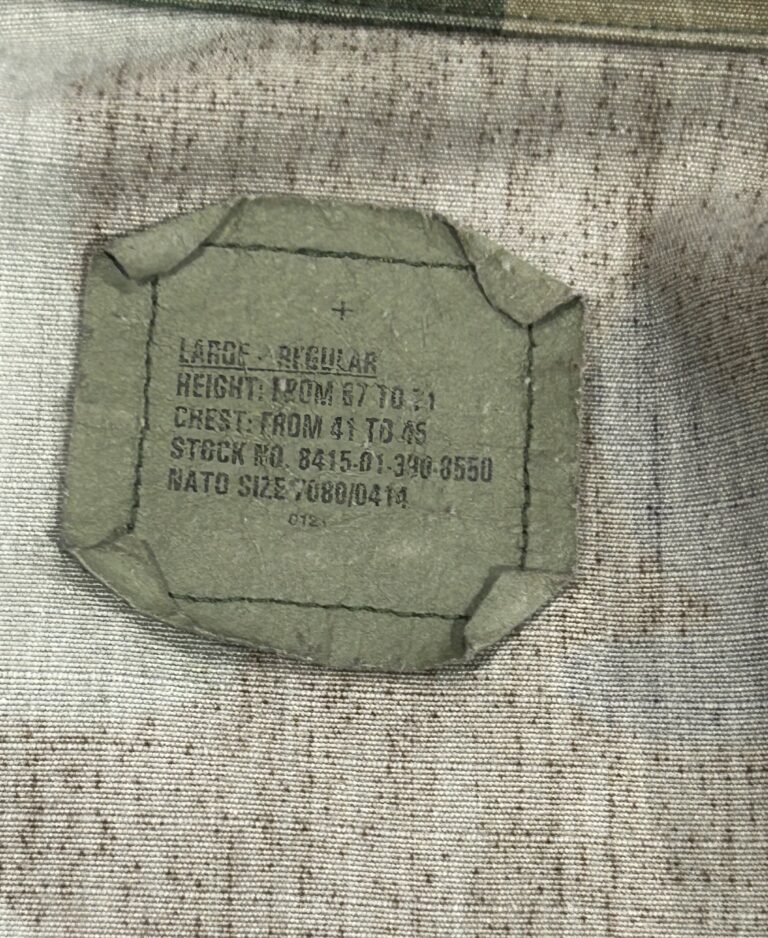 +
LARGE - REGULAR
HEIGHT: FROM 67 TO 71
CHEST: FROM 41 TO 45
STOCK NO. 8415-01-390-8550
NATO SIZE 7080/0414